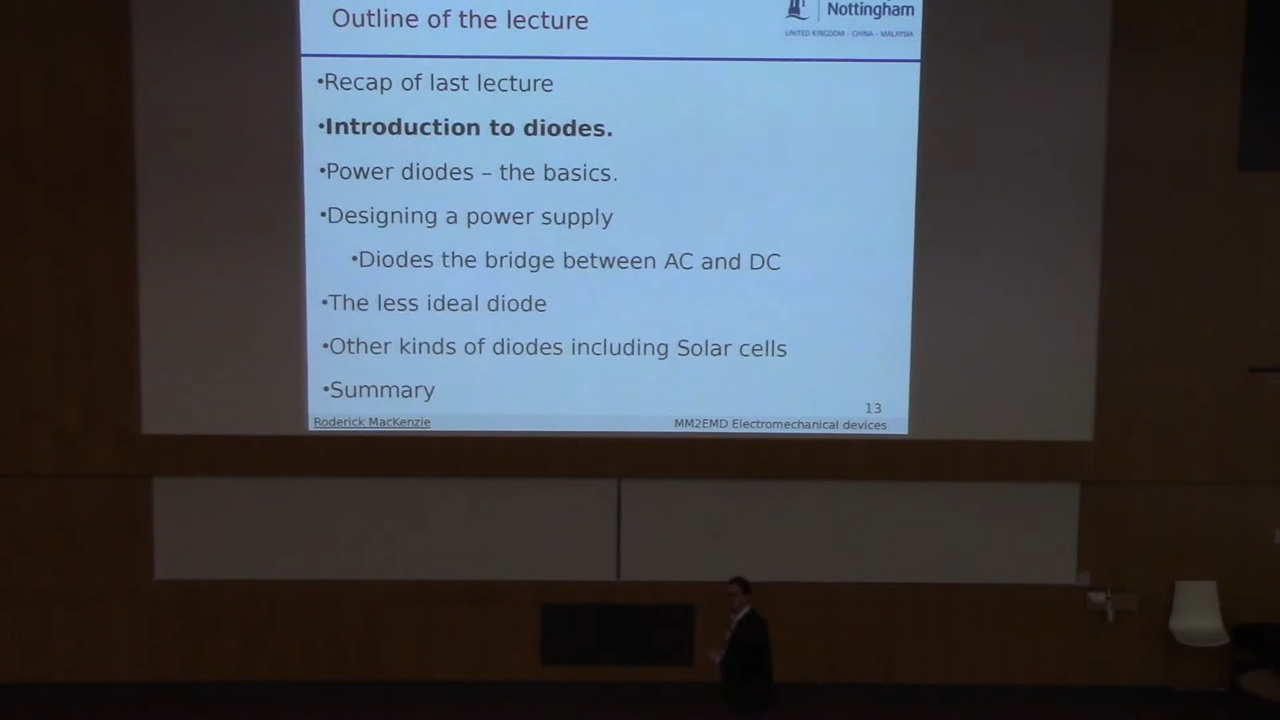 Outline of the lecture
Nottingham
UNITED KINGDOM · CHINA · MALAYSIA
•Recap of last lecture
•Introduction to diodes.
•Power diodes – the basics.
•Designing a power supply
•Diodes the bridge between AC and DC
•The less ideal diode
•Other kinds of diodes including Solar cells
•Summary
13
Roderick MacKenzie
MM2EMD Electromechanical devices